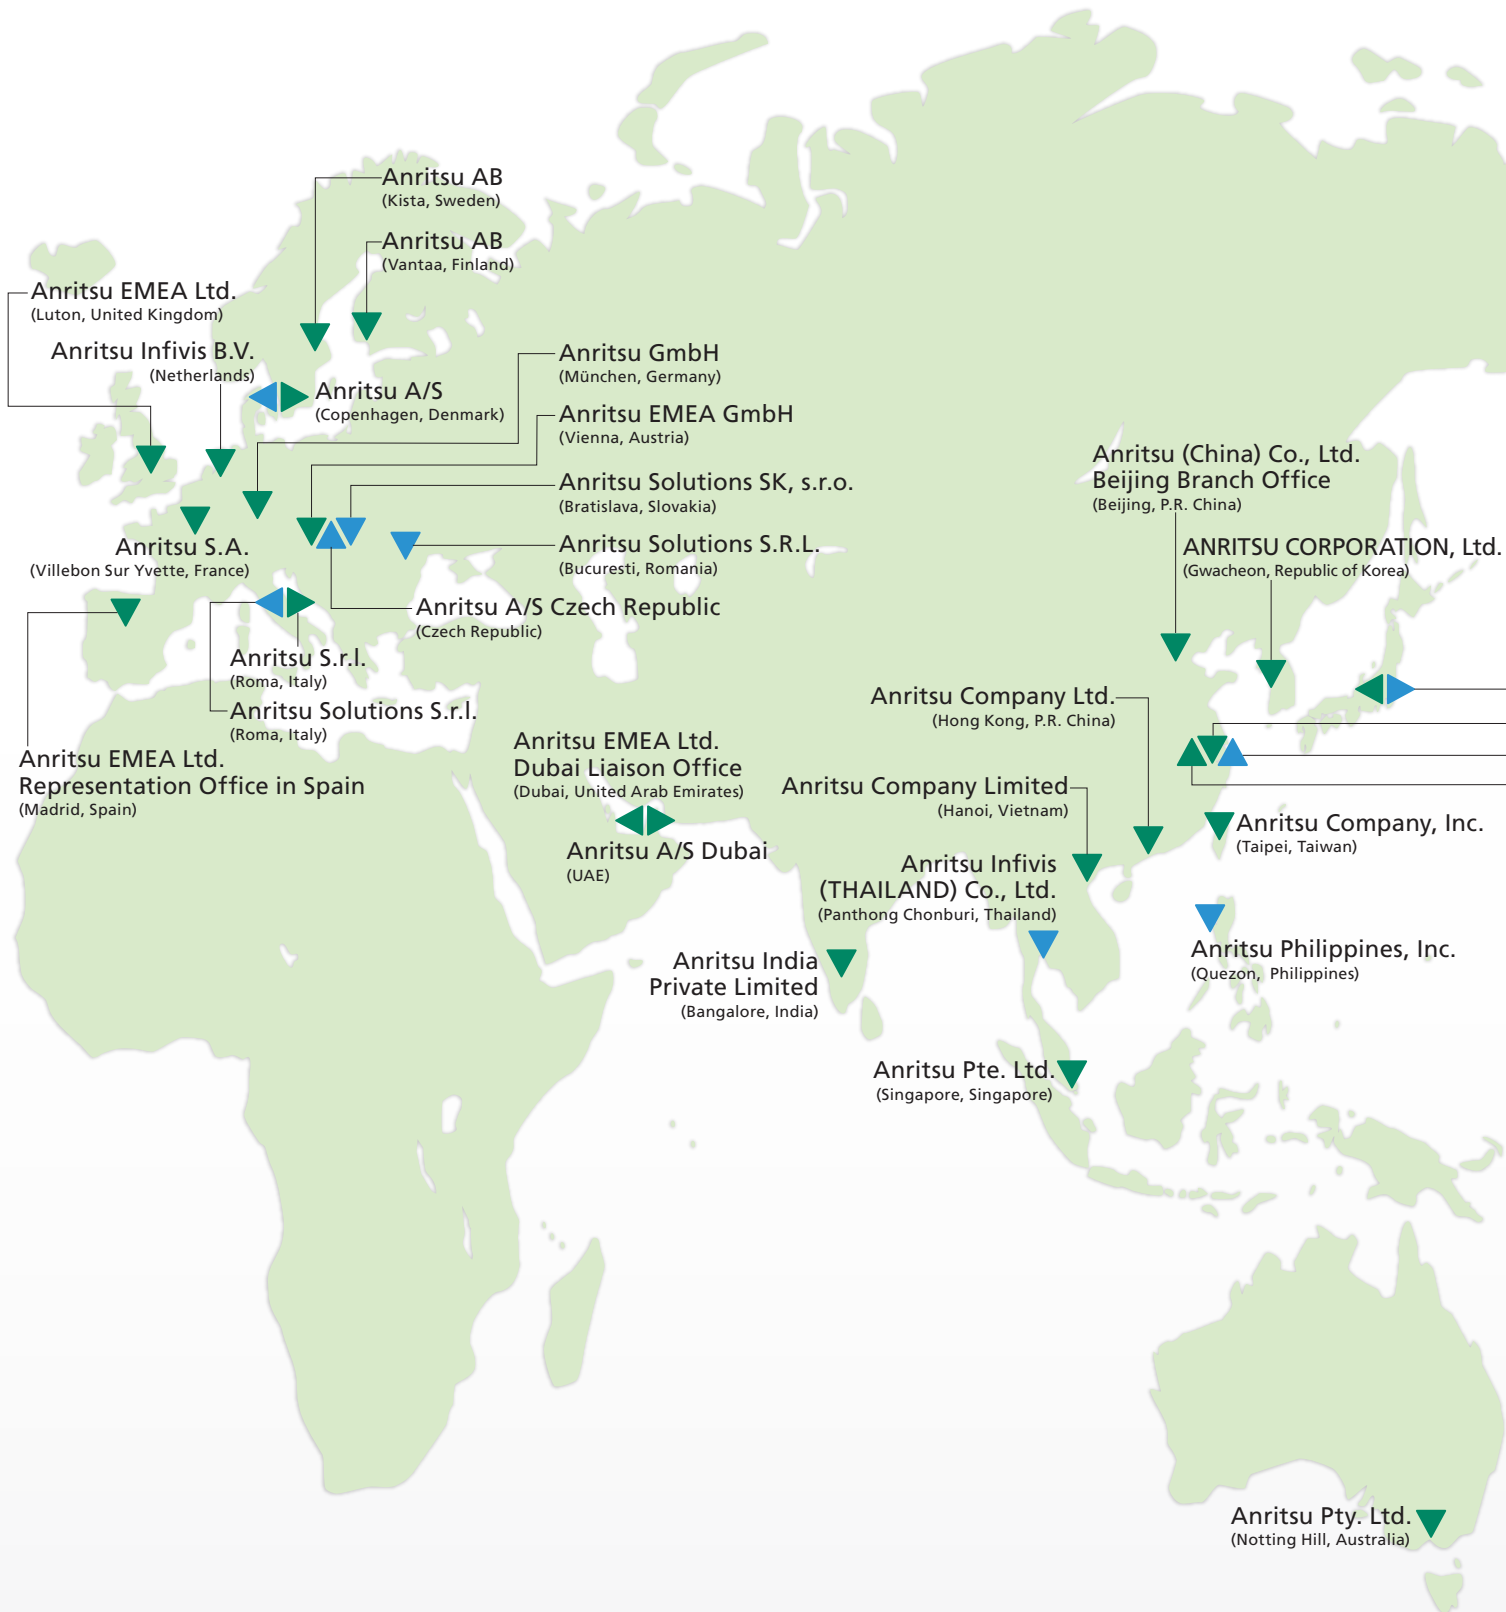 Anritsu AB
(Kista, Sweden)
Anritsu AB
(Vantaa, Finland)
Anritsu EMEA Ltd.
(Luton, United Kingdom)
Anritsu Infivis B.V.
(Netherlands)
Anritsu A/S
(Copenhagen, Denmark)
Anritsu GmbH
(München, Germany)
Anritsu EMEA GmbH
(Vienna, Austria)
Anritsu Solutions SK, s.r.o.
(Bratislava, Slovakia)
Anritsu Solutions S.R.L.
(Bucuresti, Romania)
Anritsu S.A.
(Villebon Sur Yvette, France)
Anritsu A/S Czech Republic
(Czech Republic)
Anritsu S.r.l.
(Roma, Italy)
Anritsu Solutions S.r.l.
(Roma, Italy)
Anritsu EMEA Ltd.
Representation Office in Spain
(Madrid, Spain)
Anritsu EMEA Ltd.
Dubai Liaison Office
(Dubai, United Arab Emirates)
Anritsu A/S Dubai
(UAE)
Anritsu (China) Co., Ltd.
Beijing Branch Office
(Beijing, P.R. China)
ANRITSU CORPORATION, Ltd.
(Gwacheon, Republic of Korea)
Anritsu Company Ltd.
(Hong Kong, P.R. China)
Anritsu Company Limited
(Hanoi, Vietnam)
Anritsu Company, Inc.
(Taipei, Taiwan)
Anritsu Infivis
(THAILAND) Co., Ltd.
(Panthong Chonburi, Thailand)
Anritsu Philippines, Inc.
(Quezon, Philippines)
Anritsu India
Private Limited
(Bangalore, India)
Anritsu Pte. Ltd.
(Singapore, Singapore)
Anritsu Pty. Ltd.
(Notting Hill, Australia)